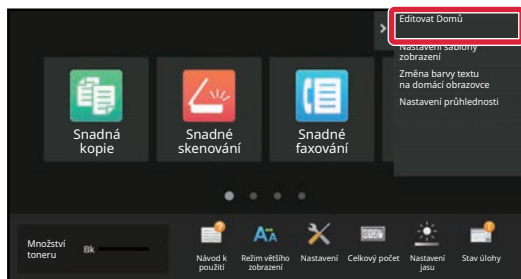 Editovat Domů
Nastavení šablony
zobrazení
Změna barvy textu
na domácí obrazovce
Nastavení průhlednosti
Snadná
kopie
Snadné
skenování
Snadné
faxování
Množství
toneru
Bk
Návod k
použití
Režim většího
zobrazení
Nastavení
Celkový počet
Nastavení
jasu
Stav úlohy